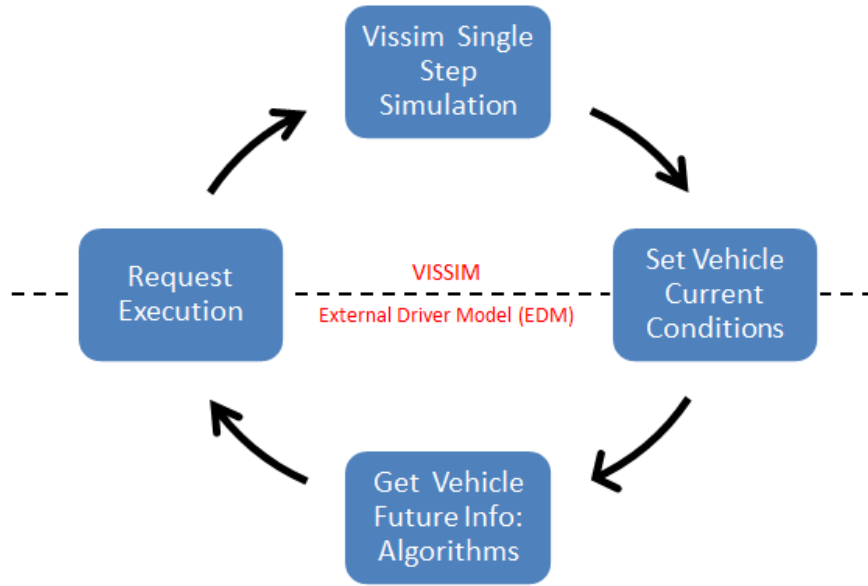 Vissim Single
Step
Simulation
Request
Execution
VISSIM
External Driver Model (EDM)
Set Vehicle
Current
Conditions
Get Vehicle
Future Info:
Algorithms